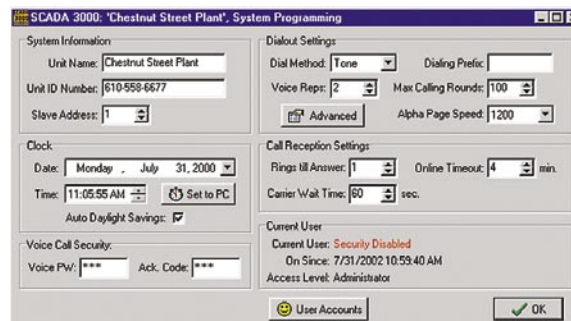 SCADA 3000: 'Chestnut Street Plant', System Programming
System Information
Unit Name: Chestnut Street Plant
Unit ID Number: 610-558-6677
Slave Address: 1
Dialout Settings
Dial Method: Tone
Dialing Prefix:
Voice Reps: 2
Max Calling Rounds: 100
Advanced
Alpha Page Speed: 1200
Clock
Date: Monday , July 31, 2000
Time: 11:05:55 AM
Set to PC
Auto Daylight Savings:
Call Reception Settings
Rings till Answer: 1
Online Timeout: 4 min.
Carrier Wait Time: 60 sec.
Voice Call Security:
Voice PW: ***
Ack. Code: ***
Current User
Current User: Security Disabled
On Since: 7/31/2002 10:59:40 AM
Access Level: Administrator
User Accounts
OK